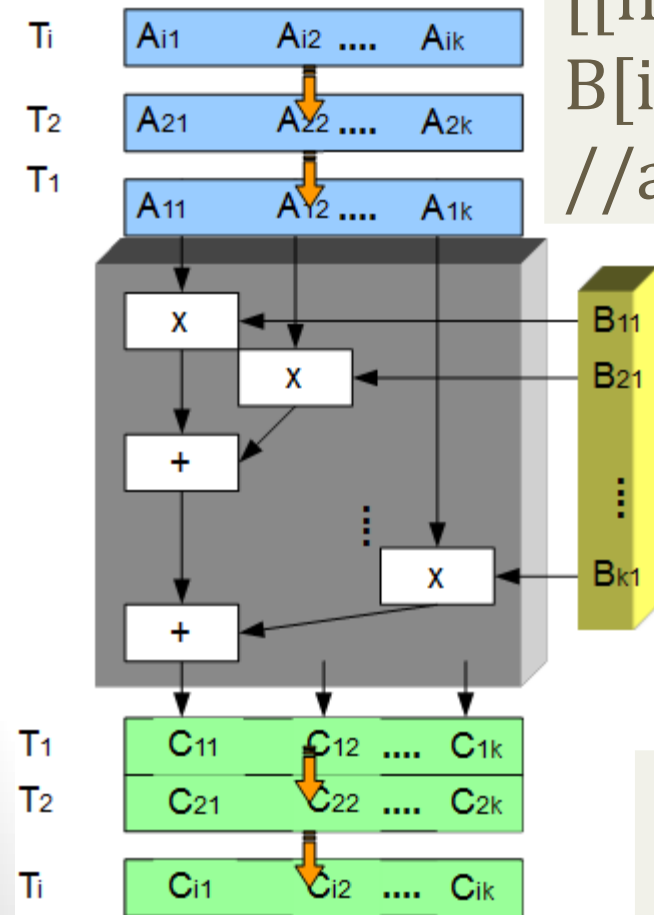 [[
B[i
//a
Ti Ai1 Ai2 .... Aik
T2 A21 A22 .... A2k
T1
A11 A12 .... A1k
x B11
x B21
+
....
....
x Bk1
+
T1 C11 C12 .... C1k
T2 C21 C22 .... C2k
Ti Ci1 Ci2 .... Cik